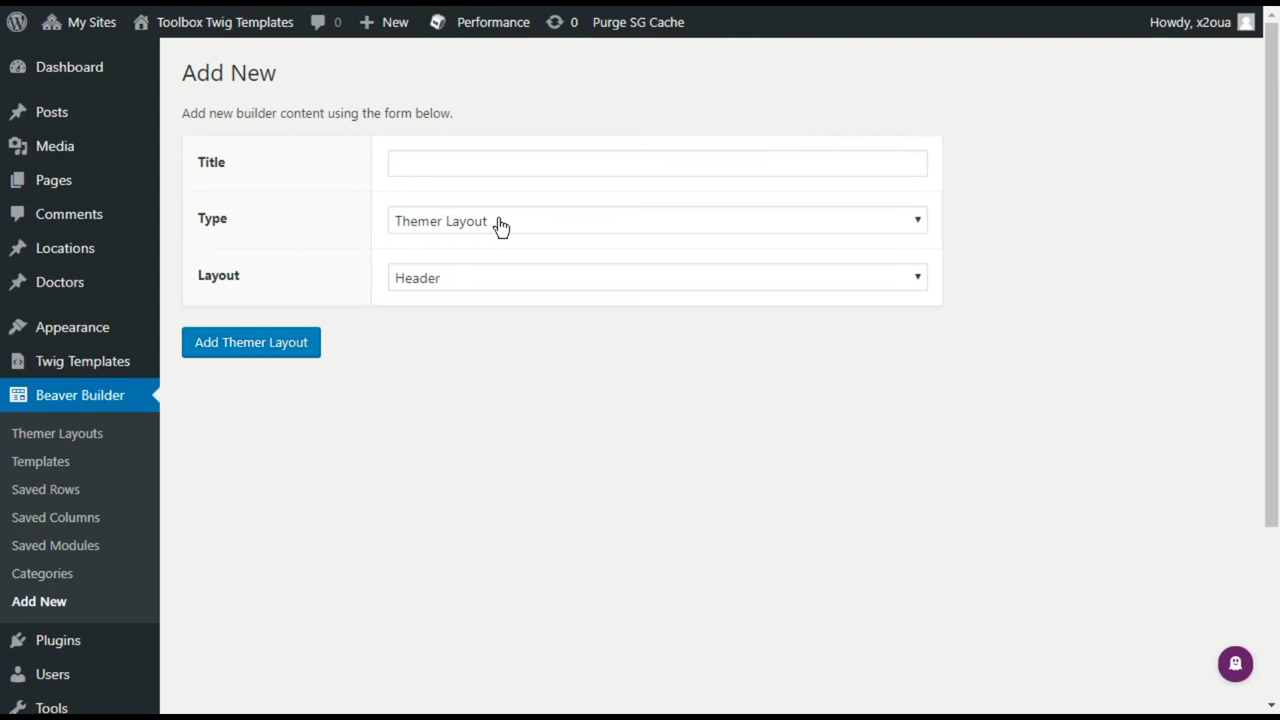 My Sites Toolbox Twig Templates 0 New Performance 0 Purge SG Cache Howdy, x2oua
Dashboard
Posts
Media
Pages
Comments
Locations
Doctors
Appearance
Twig Templates
Beaver Builder
Themer Layouts
Templates
Saved Rows
Saved Columns
Saved Modules
Categories
Add New
Plugins
Users
Tools
Add New
Add new builder content using the form below.
Title
Type Themer Layout
Layout Header
Add Themer Layout